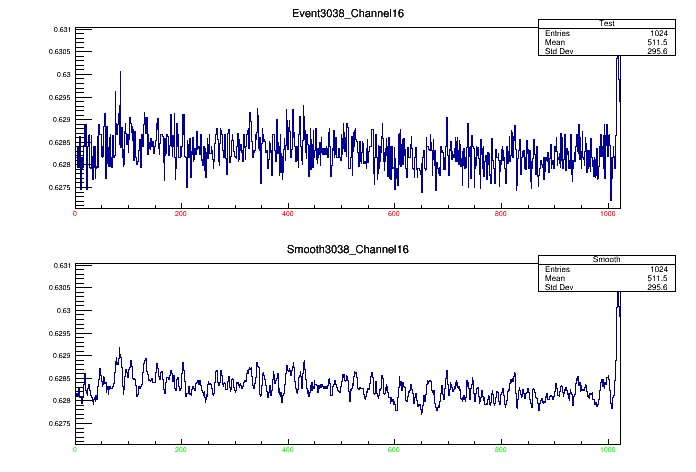 Event3038_Channel16
Test
Entries 1024
Mean 511.5
Std Dev 295.6
0.631
0.6305
0.63
0.6295
0.629
0.6285
0.628
0.6275
0 200 400 600 800 1000
Smooth3038_Channel16
Smooth
Entries 1024
Mean 511.5
Std Dev 295.6
0.631
0.6305
0.63
0.6295
0.629
0.6285
0.628
0.6275
0 200 400 600 800 1000